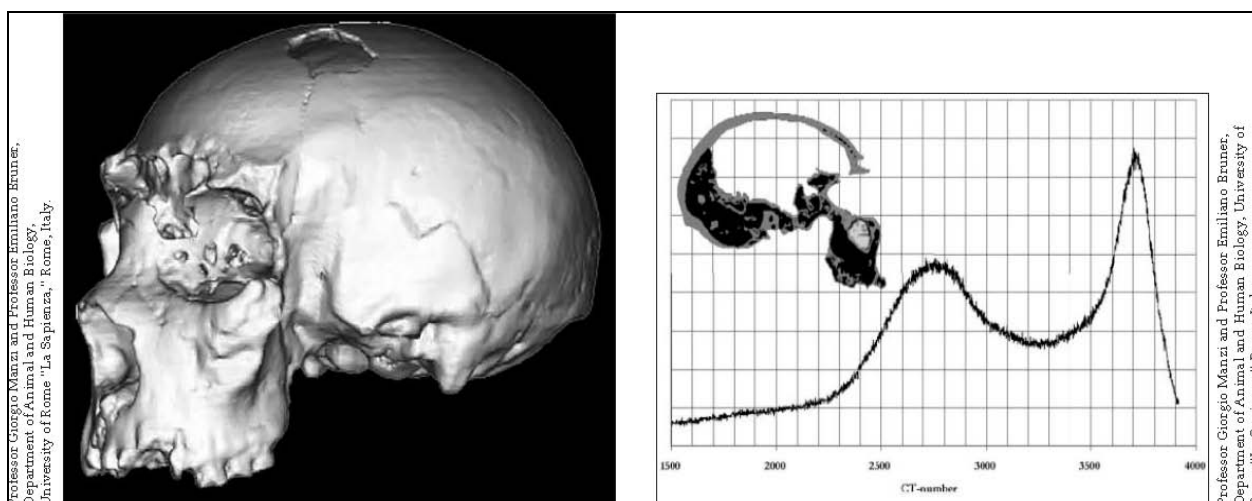 Professor Giorgio Manzi and Professor Emiliano Bruner,
Department of Animal and Human Biology,
University of Rome "La Sapienza," Rome, Italy.
1500 2000 2500 3000 3500 4000
CT-number
Professor Giorgio Manzi and Professor Emiliano Bruner,
Department of Animal and Human Biology, University of